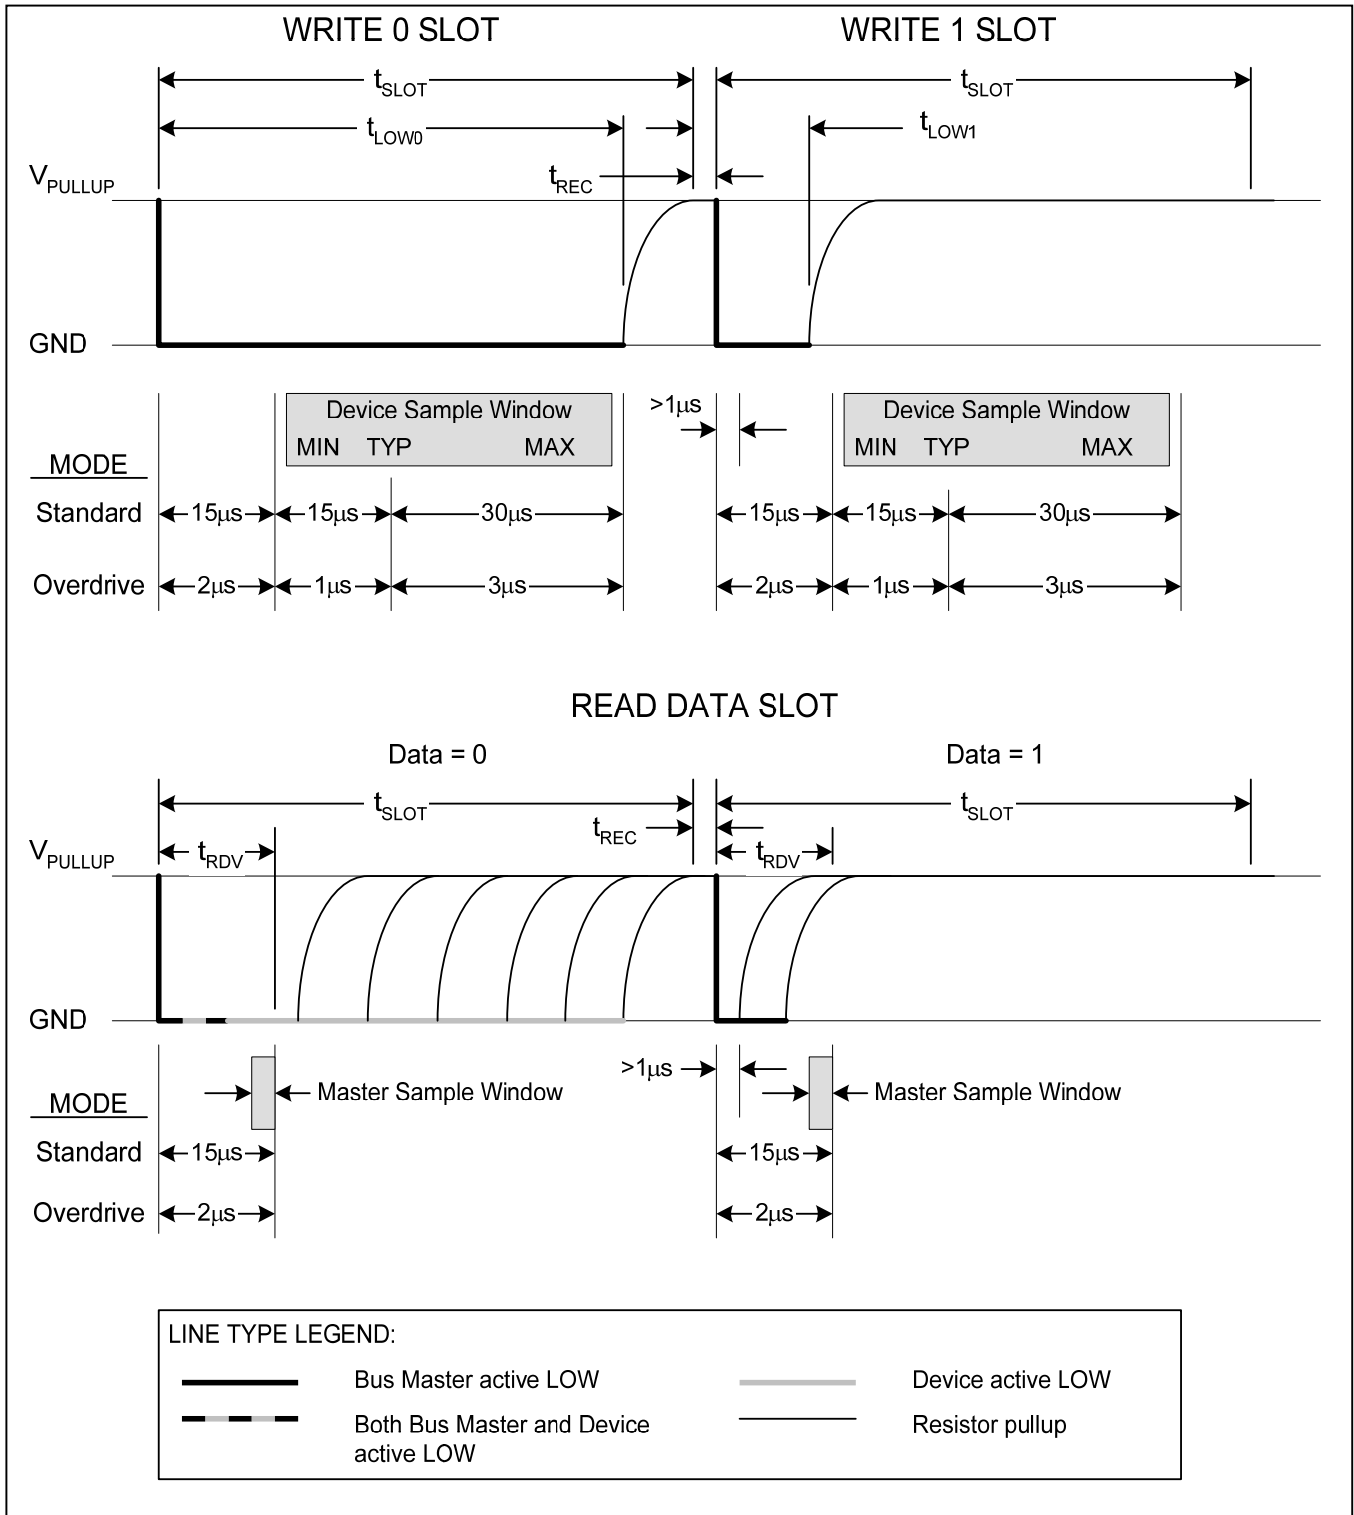 WRITE 0 SLOT WRITE 1 SLOT
tSLOT tSLOT
tLOW0 tLOW1
VPULLUP tREC
GND
Device Sample Window >1µs Device Sample Window
MIN TYP MAX MIN TYP MAX
MODE
Standard 15µs 15µs 30µs 15µs 15µs 30µs
Overdrive 2µs 1µs 3µs 2µs 1µs 3µs
READ DATA SLOT
Data = 0 Data = 1
tSLOT tSLOT
tREC
VPULLUP tRDV tRDV
GND
>1µs
Master Sample Window Master Sample Window
MODE
Standard 15µs 15µs
Overdrive 2µs 2µs
LINE TYPE LEGEND:
Bus Master active LOW Device active LOW
Both Bus Master and Device Resistor pullup
active LOW